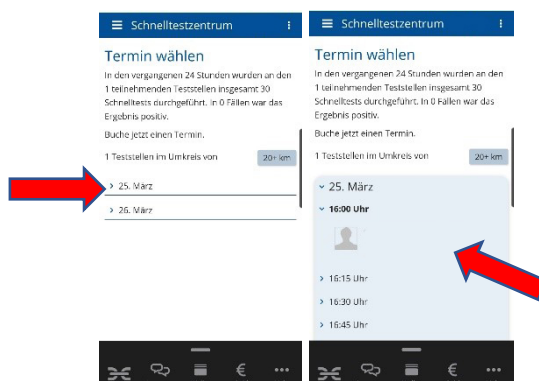 Schnelltestzentrum
Termin wählen
In den vergangenen 24 Stunden wurden an den
1 teilnehmenden Teststellen insgesamt 30
Schnelltests durchgeführt. In 0 Fällen war das
Ergebnis positiv.
Buche jetzt einen Termin.
1 Teststellen im Umkreis von 20+ km
> 25. März
> 26. März
€
Schnelltestzentrum
Termin wählen
In den vergangenen 24 Stunden wurden an den
1 teilnehmenden Teststellen insgesamt 30
Schnelltests durchgeführt. In 0 Fällen war das
Ergebnis positiv.
Buche jetzt einen Termin.
1 Teststellen im Umkreis von 20+ km
25. März
16:00 Uhr
> 16:15 Uhr
> 16:30 Uhr
> 16:45 Uhr
€